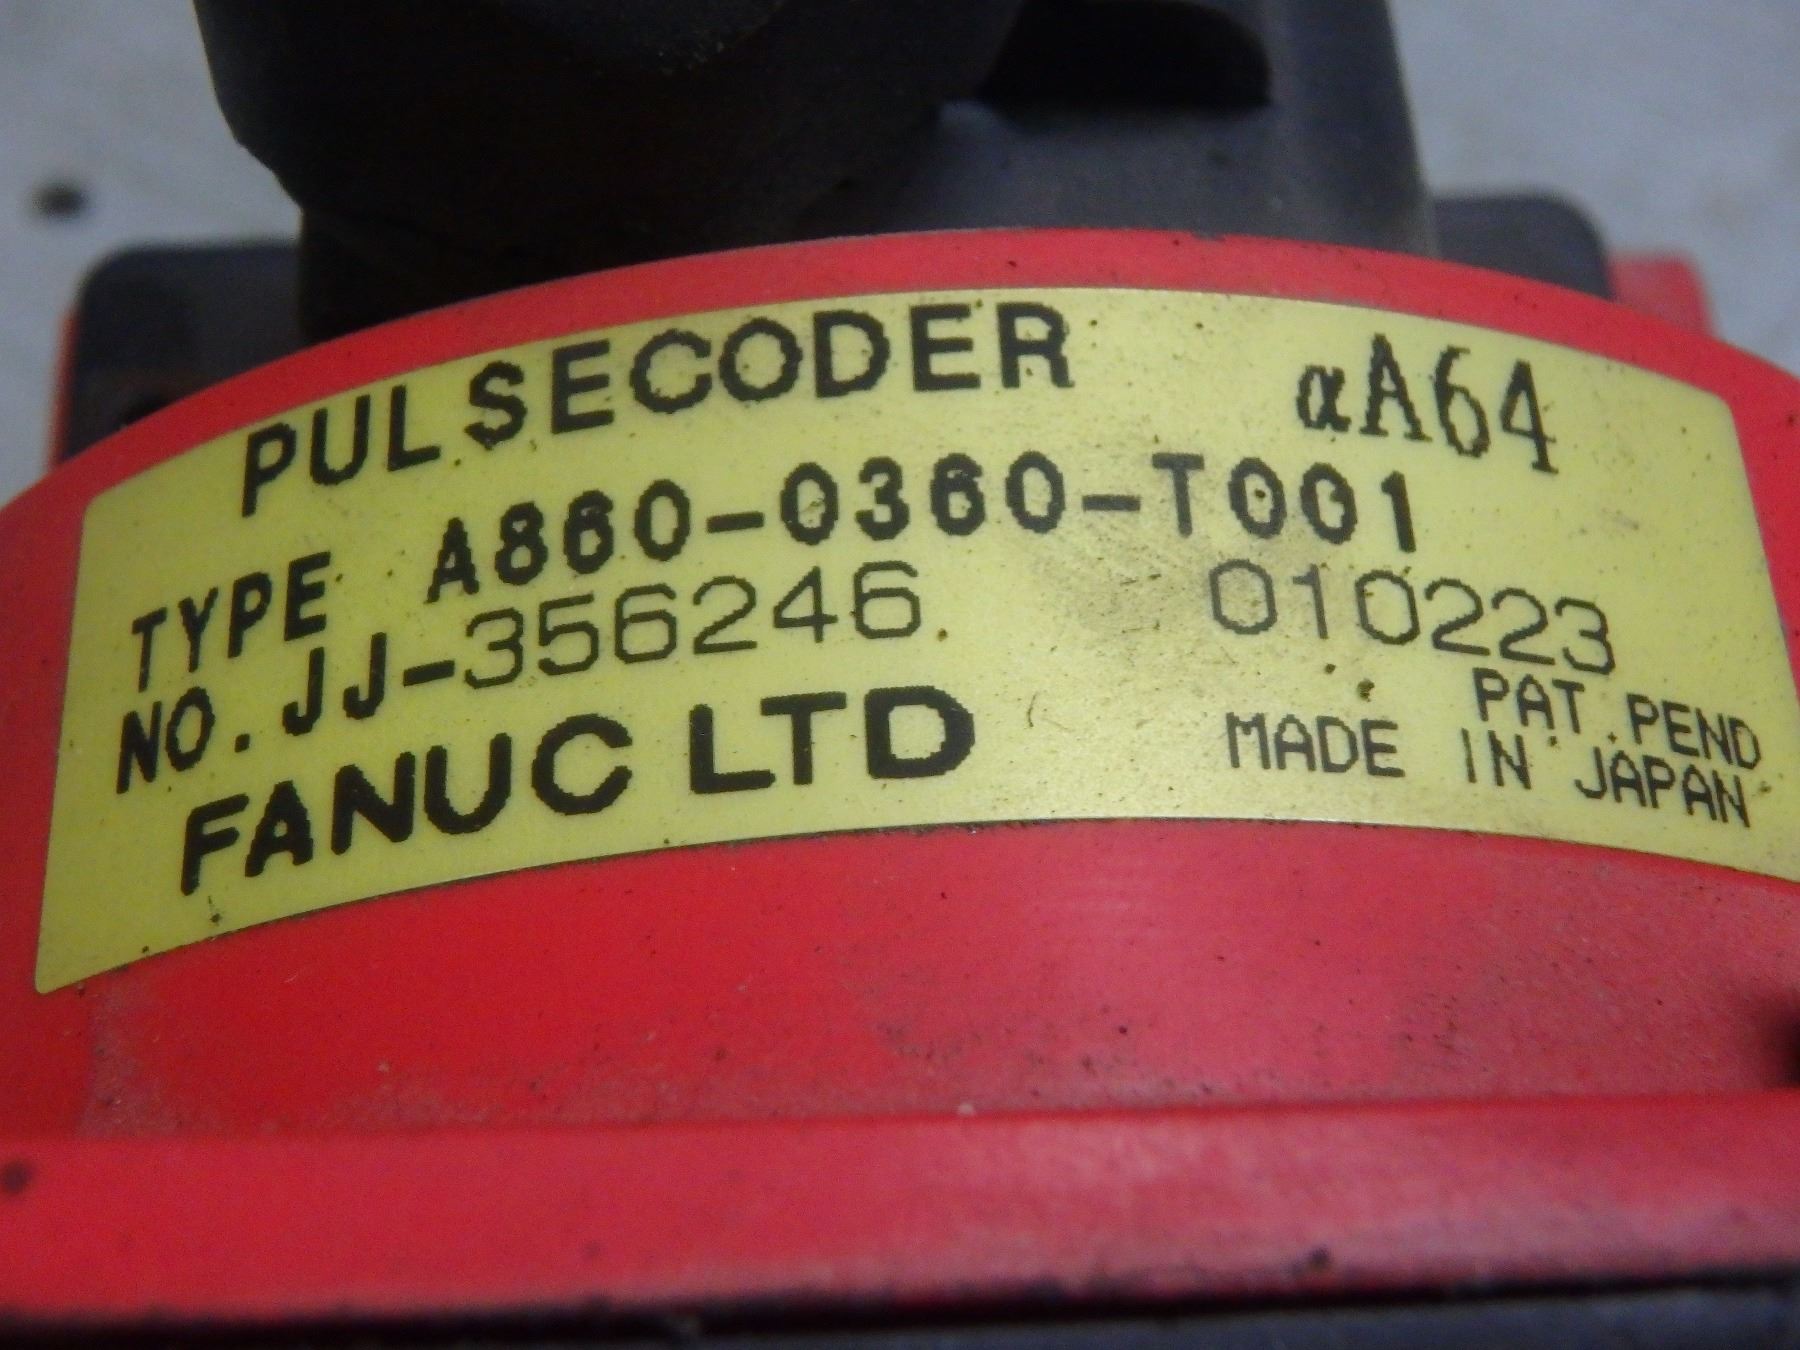 PULSECODER αA64
TYPE A860-0360-T001
NO. JJ-356246 010223
PAT. PEND
FANUC LTD MADE IN JAPAN